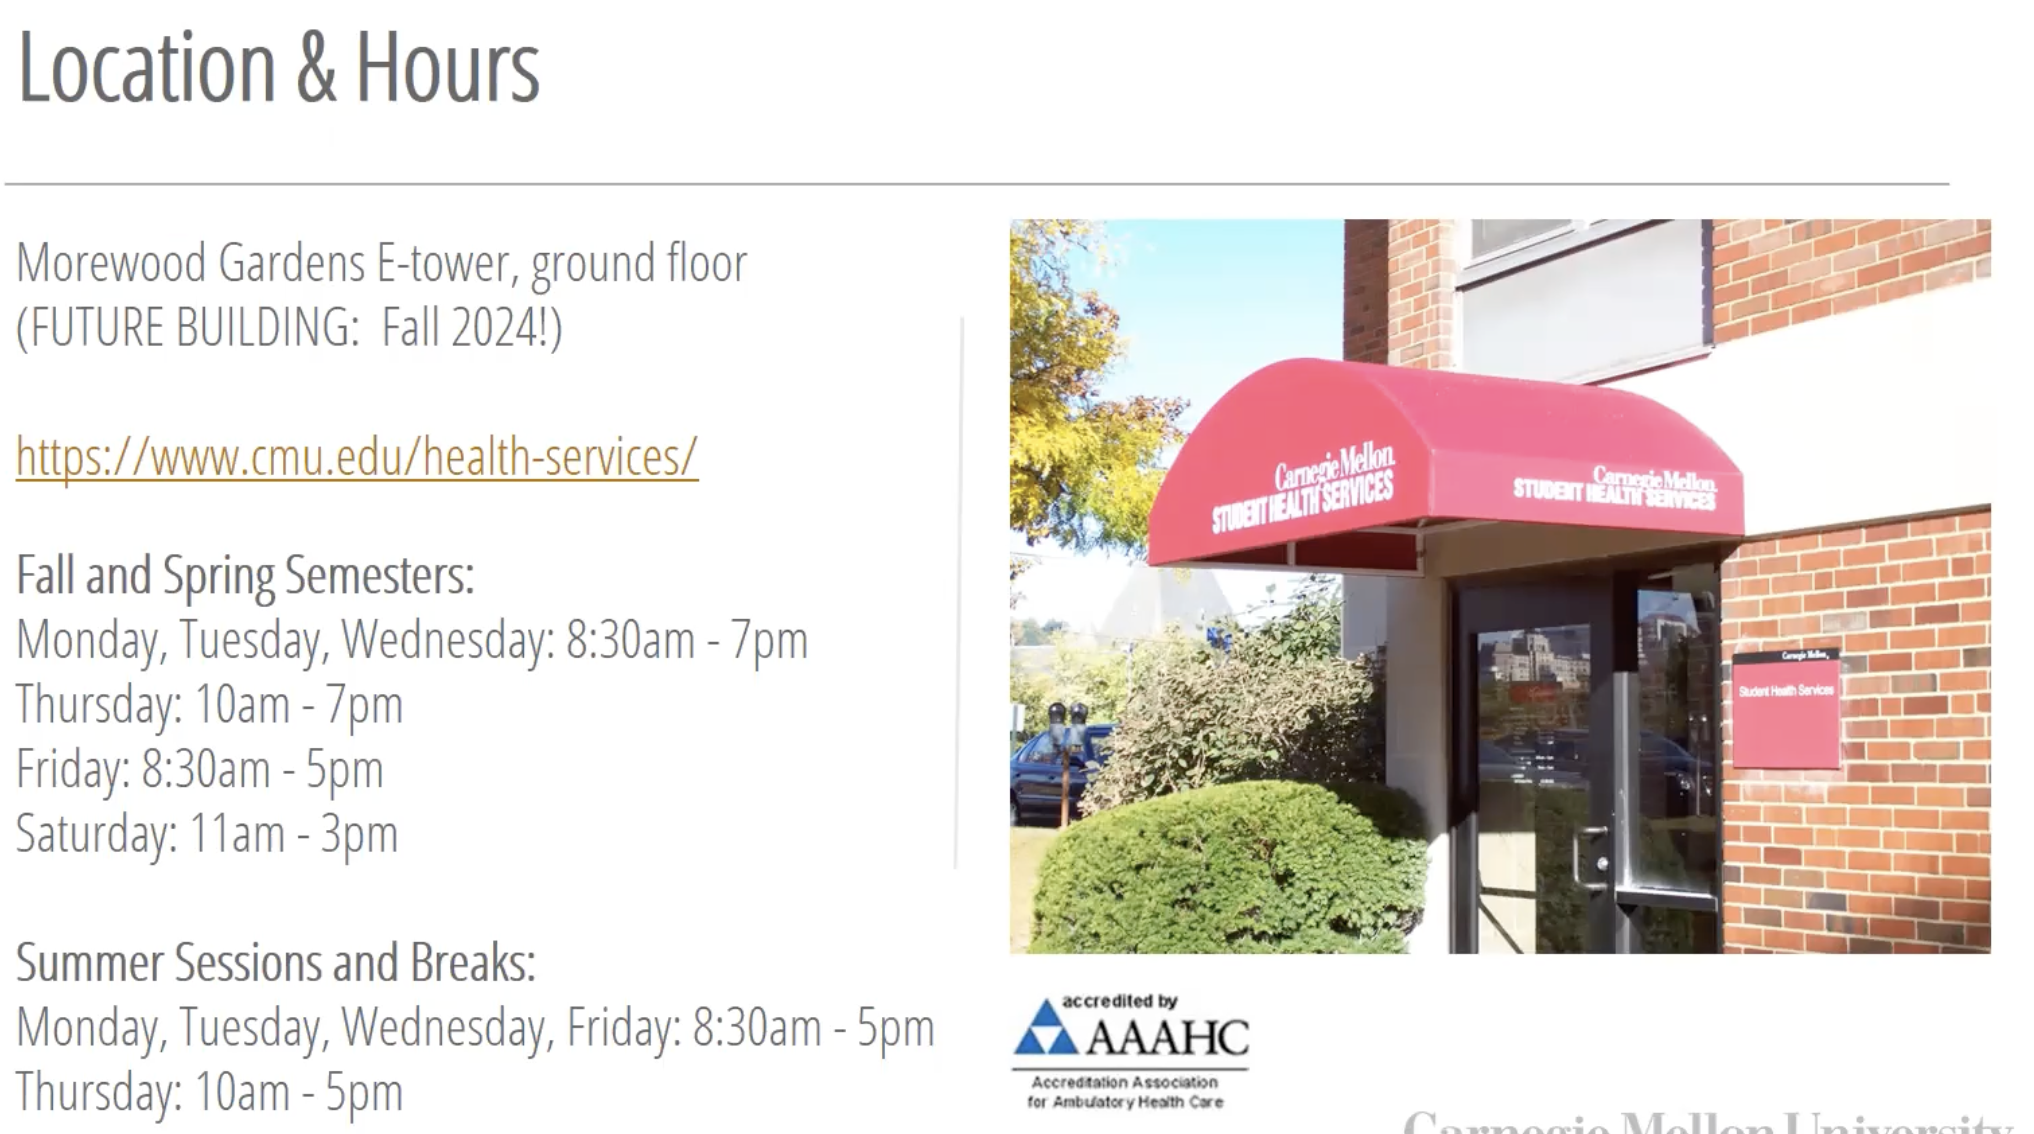 Location & Hours
Morewood Gardens E-tower, ground floor
(FUTURE BUILDING:  Fall 2024!)
https://www.cmu.edu/health-services/
Fall and Spring Semesters:
Monday, Tuesday, Wednesday: 8:30am - 7pm
Thursday: 10am - 7pm
Friday: 8:30am - 5pm
Saturday: 11am - 3pm
Summer Sessions and Breaks:
Monday, Tuesday, Wednesday, Friday: 8:30am - 5pm
Thursday: 10am - 5pm
Carnegie Mellon
STUDENT HEALTH SERVICES
Carnegie Mellon
STUDENT HEALTH SERVICES
Carnegie Mellon
Student Health Services
accredited by
AAAHC
Accreditation Association
for Ambulatory Health Care
Carnegie Mellon University